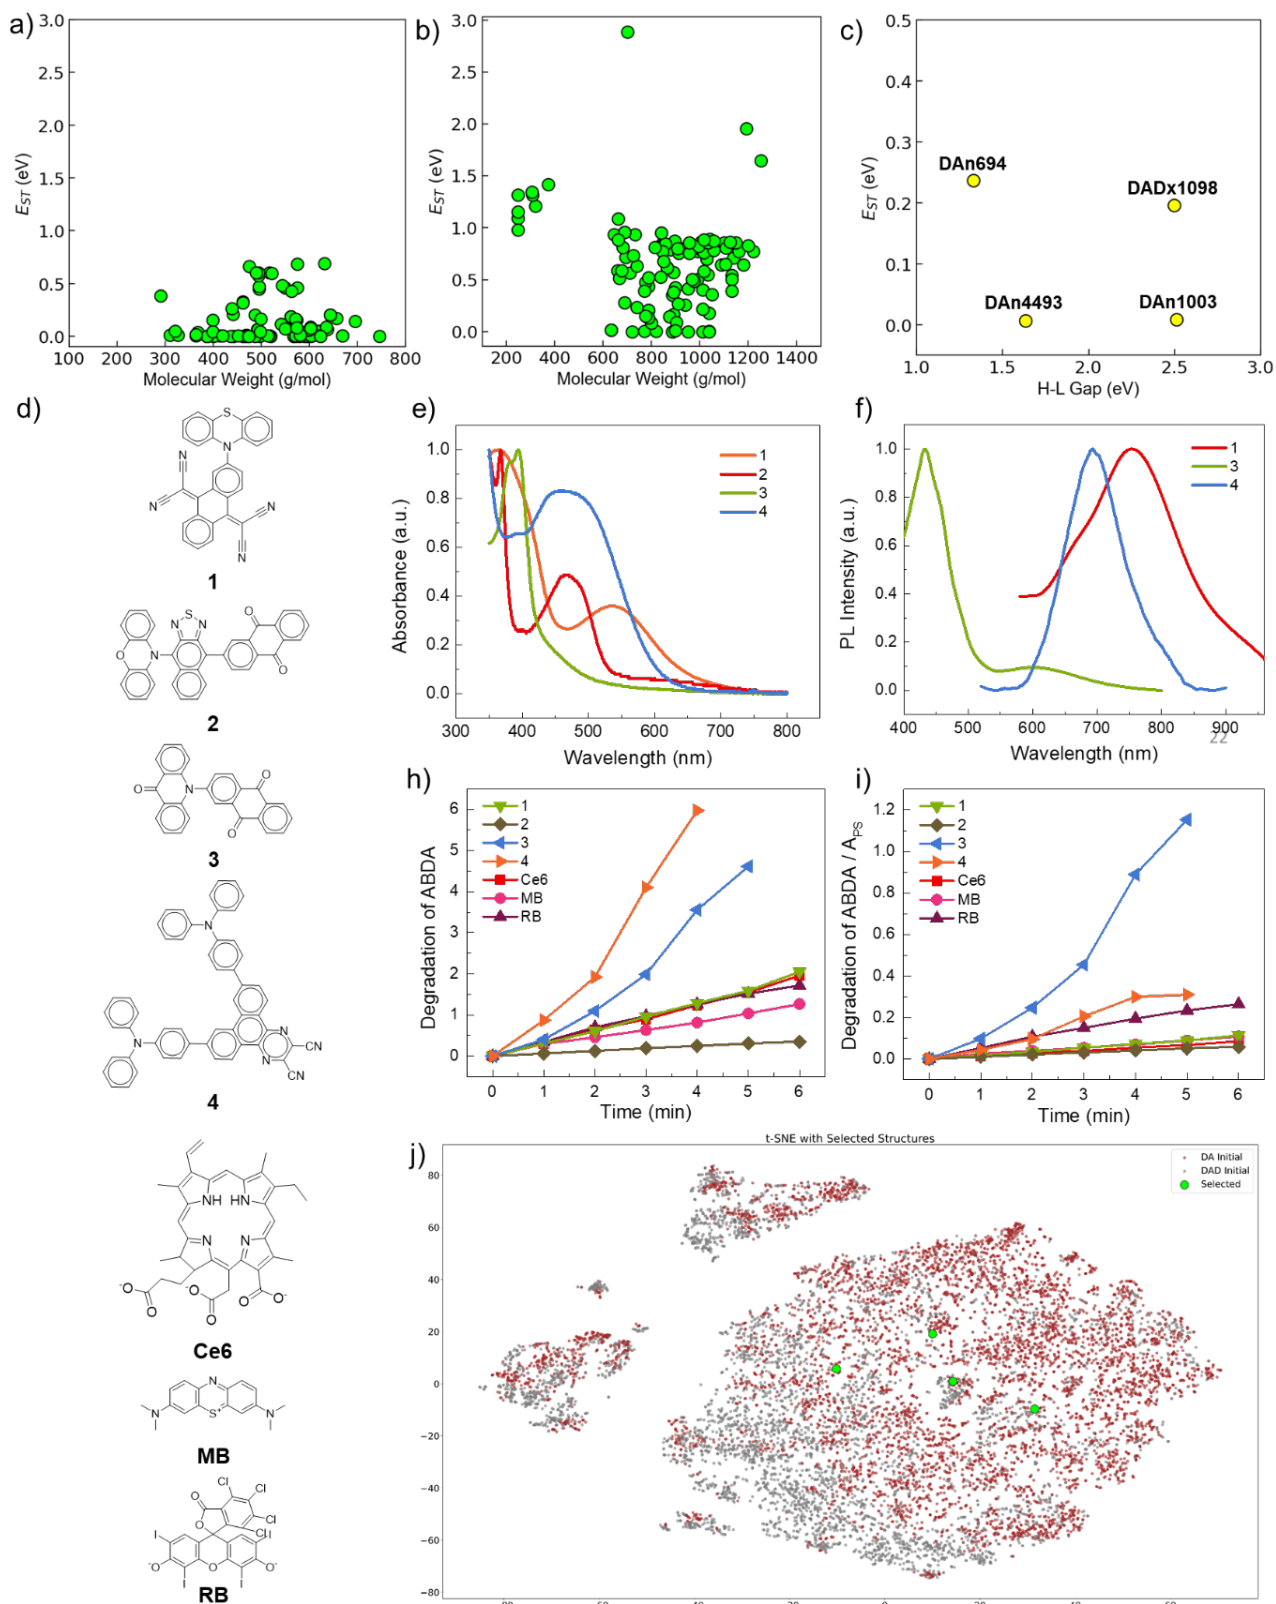 a)
3.0
2.5
2.0
1.5
1.0
0.5
0.0
E_ST (eV)
100 200 300 400 500 600 700 800
Molecular Weight (g/mol)
b)
3.0
2.5
2.0
1.5
1.0
0.5
0.0
E_ST (eV)
200 400 600 800 1000 1200 1400
Molecular Weight (g/mol)
c)
0.5
0.4
0.3
0.2
0.1
0.0
E_ST (eV)
DAn694
DADx1098
DAn4493
DAn1003
1.0 1.5 2.0 2.5 3.0
H-L Gap (eV)
d)
S
N
N
N
N
N
1
S
N N
O N
O
O
2
O N
O
O
3
N
N
N
N
CN
CN
4
NH HN
N N
-O
O
-O
O
O
O-
Ce6
N
N S+ N
MB
Cl
Cl
Cl
Cl
O
O
I I
-O O O-
I I
RB
e)
1.0
0.8
0.6
0.4
0.2
0.0
Absorbance (a.u.)
1
2
3
4
300 400 500 600 700 800
Wavelength (nm)
f)
1.0
0.8
0.6
0.4
0.2
0.0
PL Intensity (a.u.)
1
3
4
400 500 600 700 800 900
22
Wavelength (nm)
h)
6
5
4
3
2
1
0
Degradation of ABDA
1
2
3
4
Ce6
MB
RB
0 1 2 3 4 5 6
Time (min)
i)
1.2
1.0
0.8
0.6
0.4
0.2
0.0
Degradation of ABDA / A_PS
1
2
3
4
Ce6
MB
RB
0 1 2 3 4 5 6
Time (min)
j)
t-SNE with Selected Structures
DA Initial
DAD Initial
Selected
80
60
40
20
0
−20
−40
−60
−80